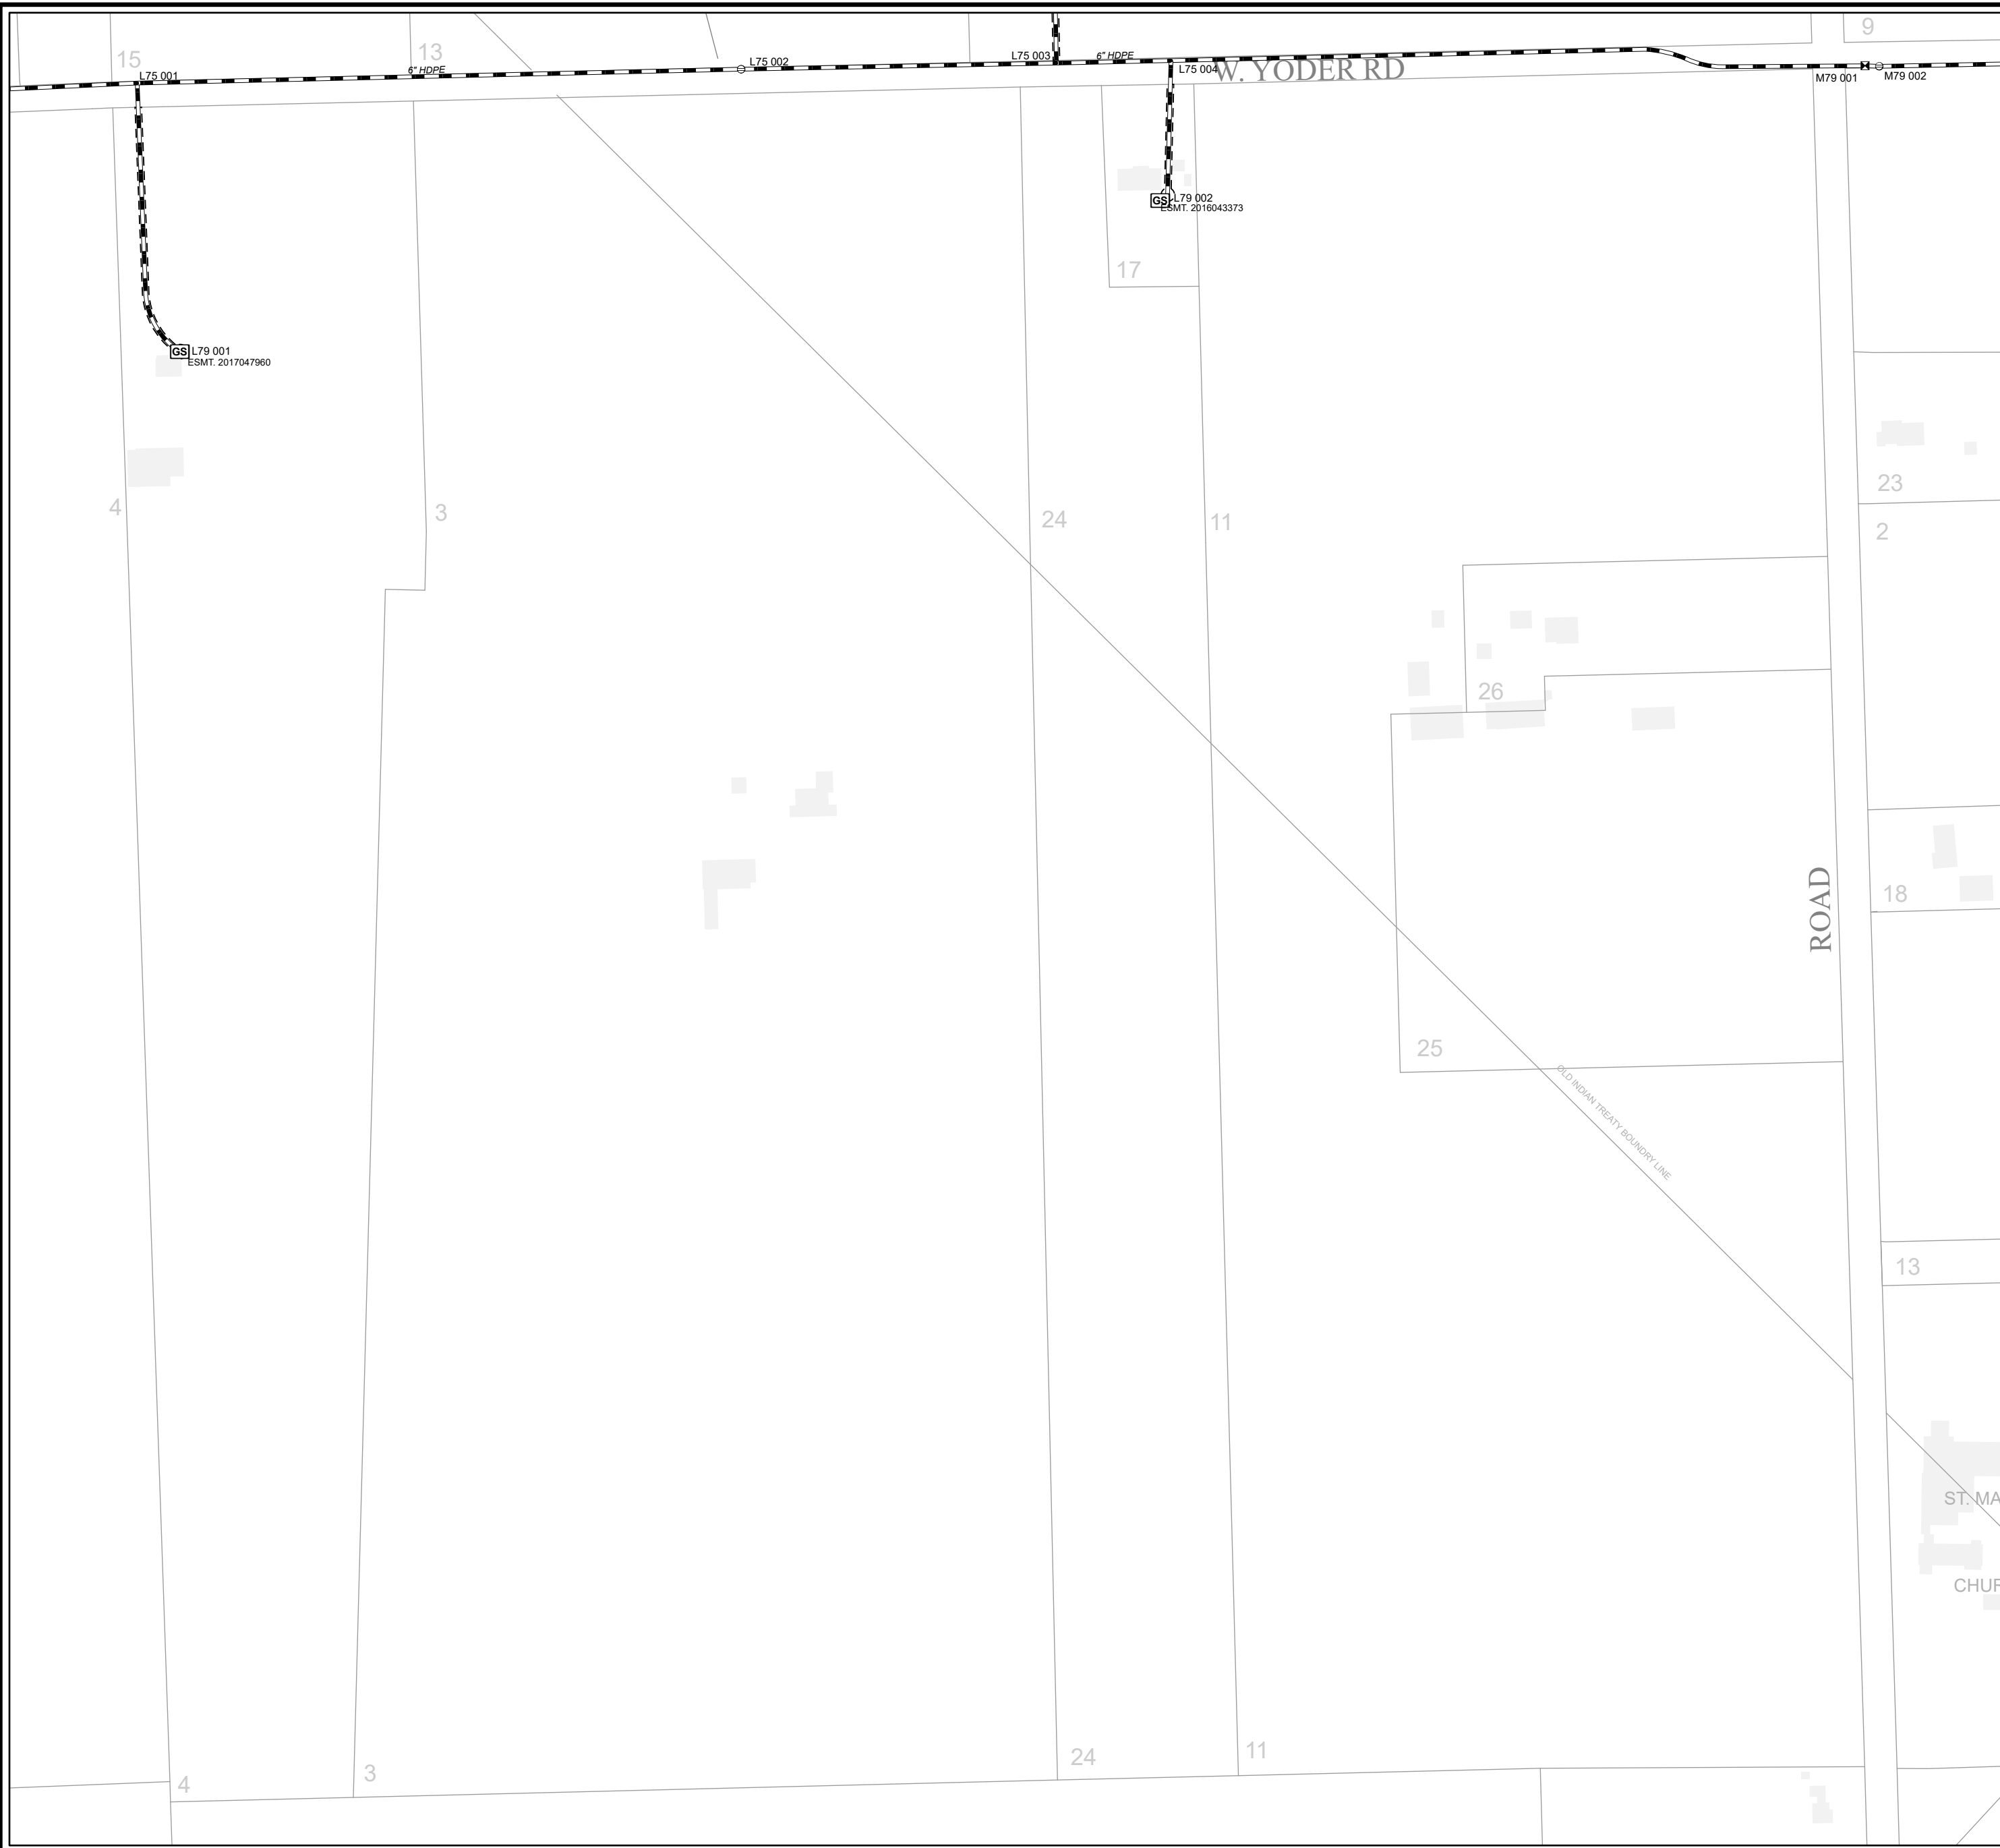 9
15
13
L75 001
6" HDPE
L75 002
L75 003
6" HDPE
L75 004
W. YODER RD
M79 001
M79 002
L79 002
GS
ESMT. 2016043373
17
GS
L79 001
ESMT. 2017047960
23
4
3
24
11
2
26
ROAD
18
25
OLD INDIAN TREATY BOUNDRY LINE
13
ST. MA
CHUR
24
11
4
3